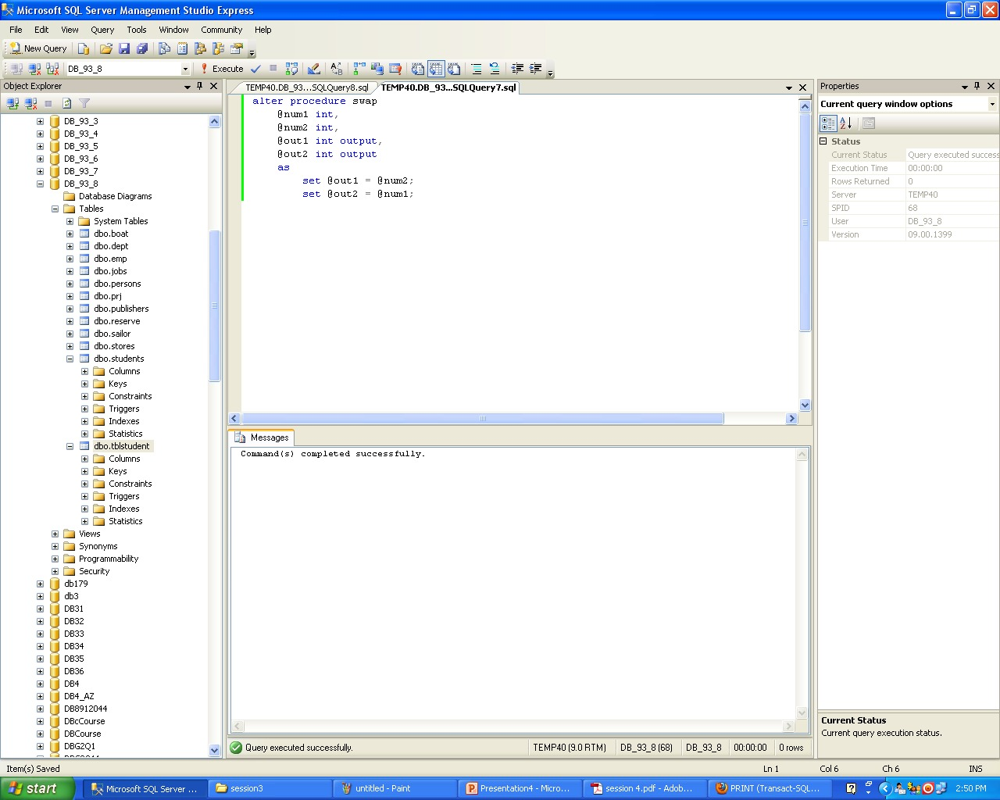 Microsoft SQL Server Management Studio Express
File Edit View Query Tools Window Community Help
New Query
DB_93_8 Execute
Object Explorer
DB_93_3
DB_93_4
DB_93_5
DB_93_6
DB_93_7
DB_93_8
Database Diagrams
Tables
System Tables
dbo.boat
dbo.dept
dbo.emp
dbo.jobs
dbo.persons
dbo.prj
dbo.publishers
dbo.reserve
dbo.sailor
dbo.stores
dbo.students
Columns
Keys
Constraints
Triggers
Indexes
Statistics
dbo.tblstudent
Columns
Keys
Constraints
Triggers
Indexes
Statistics
Views
Synonyms
Programmability
Security
db179
db3
DB31
DB32
DB33
DB34
DB35
DB36
DB4
DB4_AZ
DB8912044
DBcCourse
DBCourse
DBG2Q1
TEMP40.DB_93...SQLQuery8.sql TEMP40.DB_93...SQLQuery7.sql
alter procedure swap
@num1 int,
@num2 int,
@out1 int output,
@out2 int output
as
set @out1 = @num2;
set @out2 = @num1;
Messages
Command(s) completed successfully.
Query executed successfully. TEMP40 (9.0 RTM) DB_93_8 (68) DB_93_8 00:00:00 0 rows
Properties
Current query window options
Status
Current Status Query executed success
Execution Time 00:00:00
Rows Returned 0
Server TEMP40
SPID 68
User DB_93_8
Version 09.00.1399
Current Status
Current query execution status.
Item(s) Saved Ln 1 Col 6 Ch 6 INS
start Microsoft SQL Server ... session3 untitled - Paint Presentation4 - Micro... session 4.pdf - Adob... PRINT (Transact-SQL... 2:50 PM